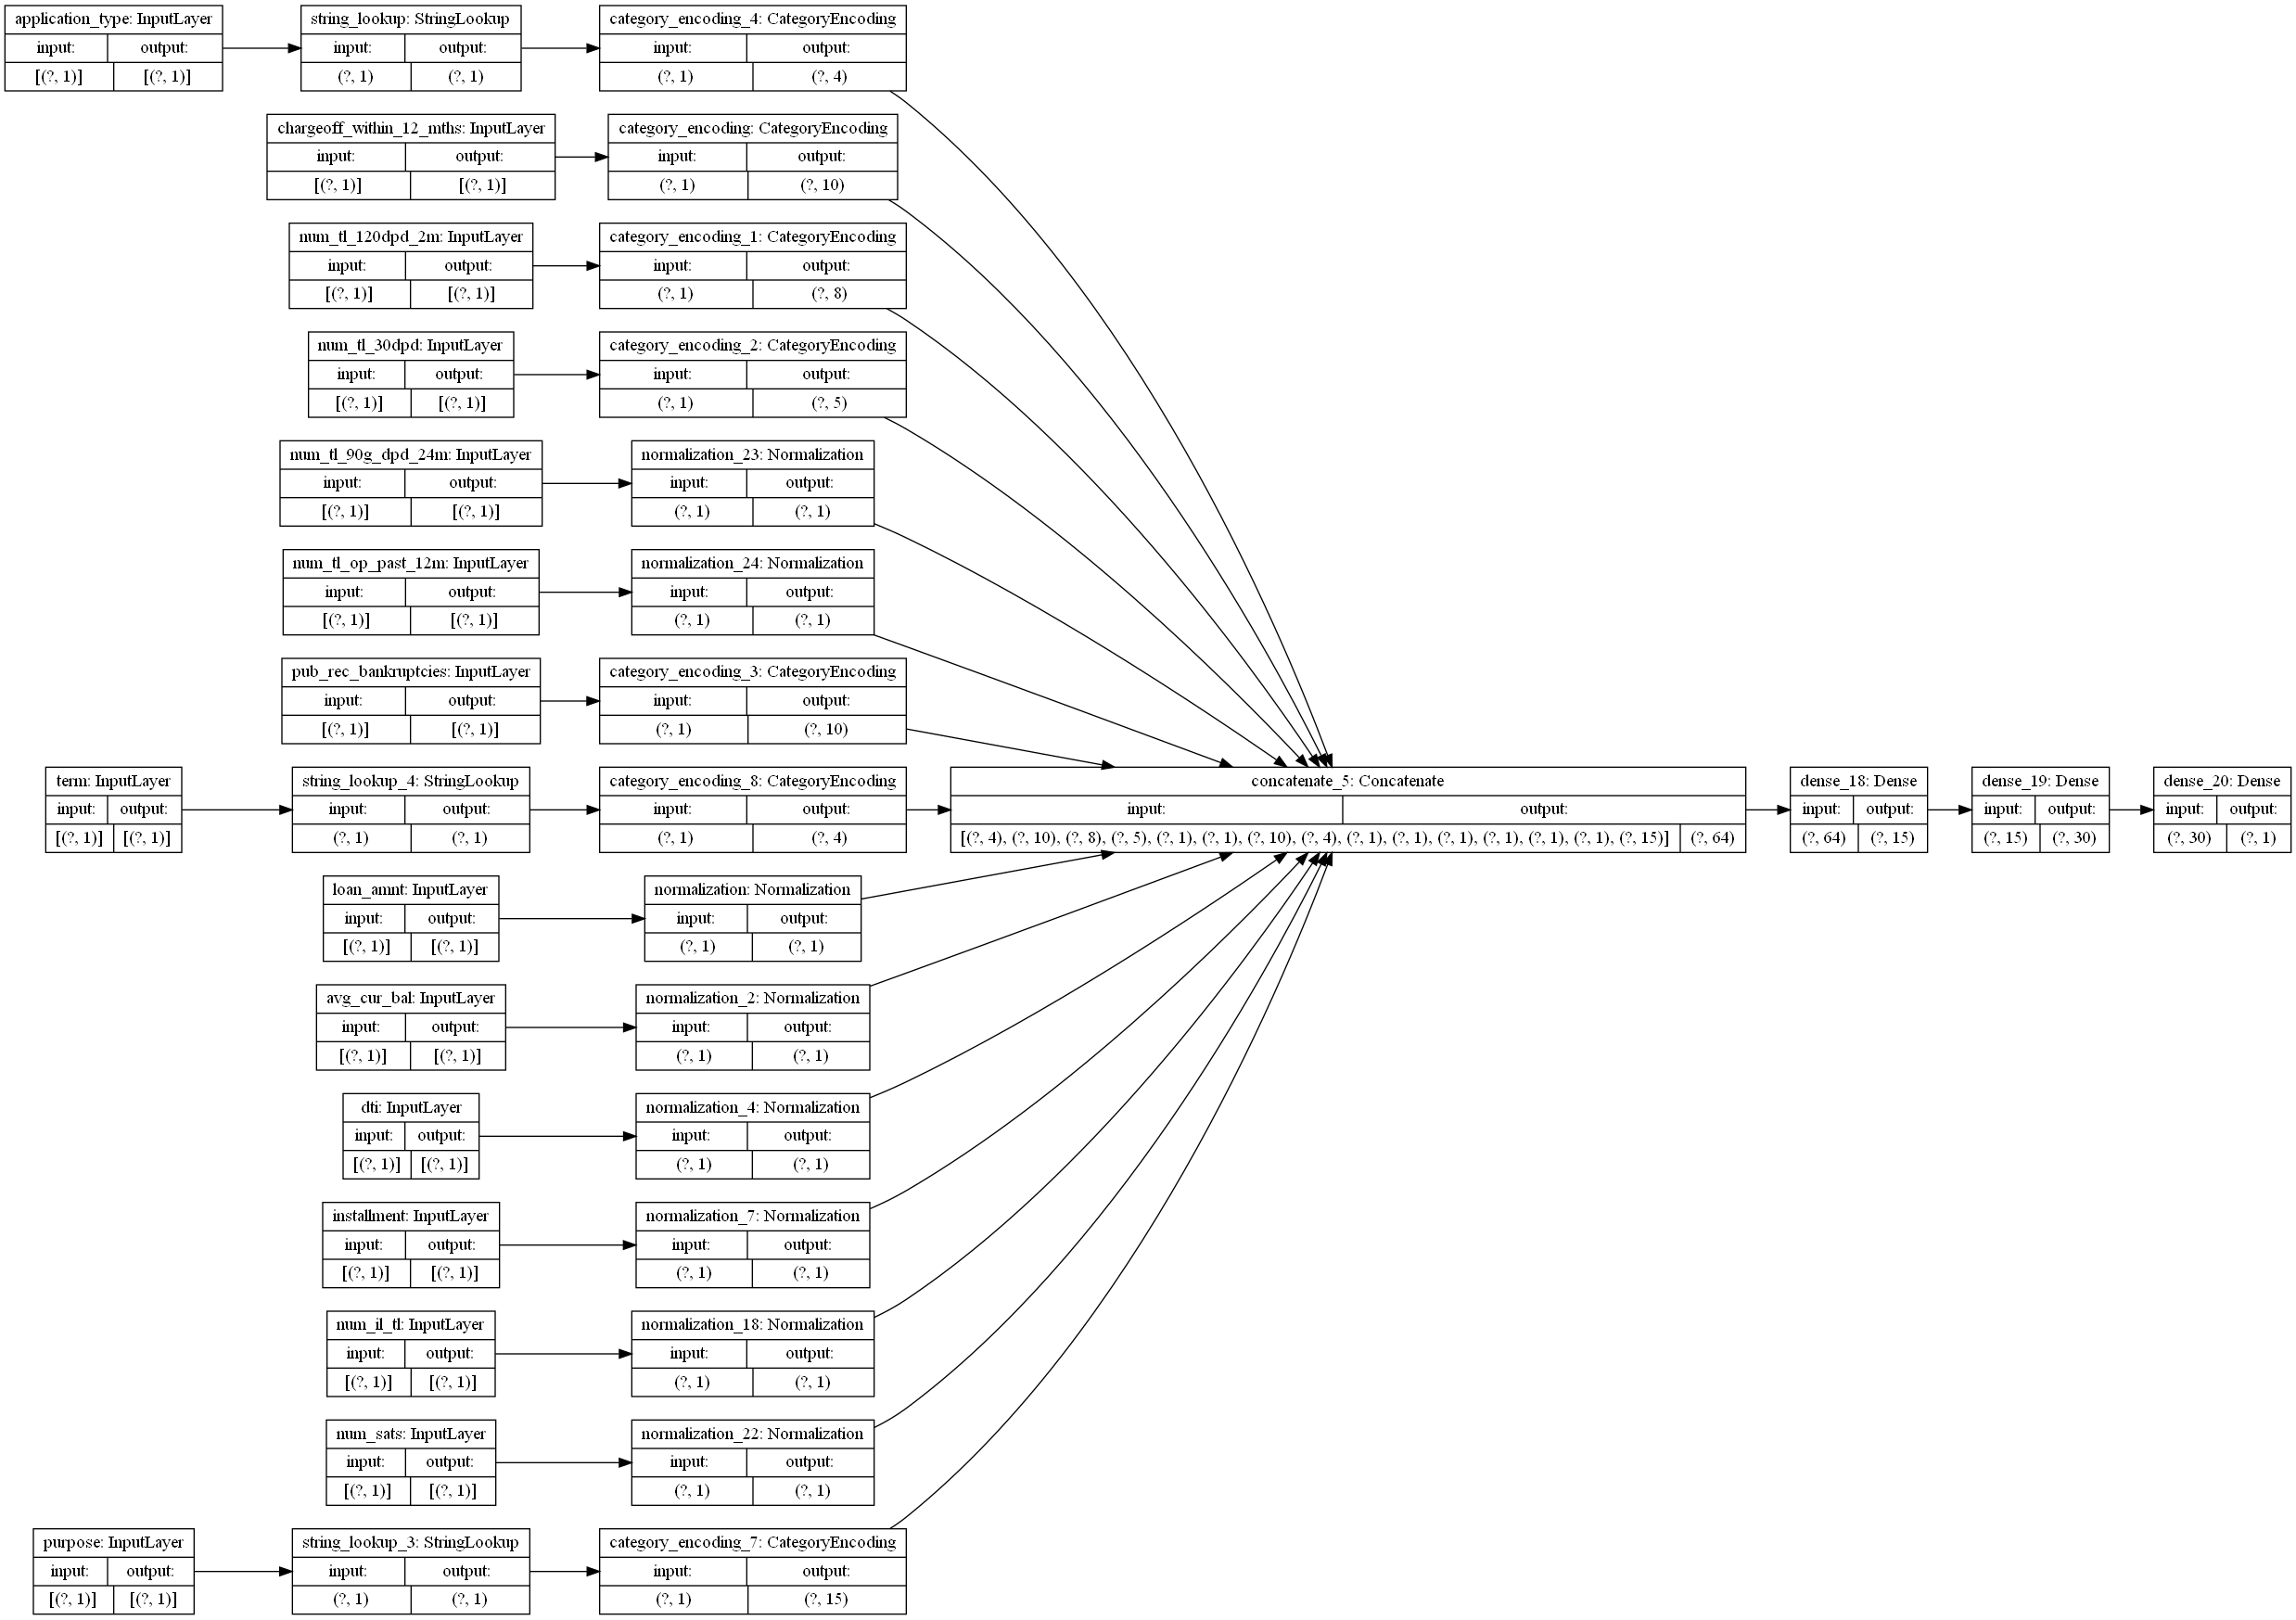 application_type: InputLayer
input: output:
[(?, 1)] [(?, 1)]
string_lookup: StringLookup
input: output:
(?, 1) (?, 1)
category_encoding_4: CategoryEncoding
input: output:
(?, 1) (?, 4)
chargeoff_within_12_mths: InputLayer
input: output:
[(?, 1)] [(?, 1)]
category_encoding: CategoryEncoding
input: output:
(?, 1) (?, 10)
num_tl_120dpd_2m: InputLayer
input: output:
[(?, 1)] [(?, 1)]
category_encoding_1: CategoryEncoding
input: output:
(?, 1) (?, 8)
num_tl_30dpd: InputLayer
input: output:
[(?, 1)] [(?, 1)]
category_encoding_2: CategoryEncoding
input: output:
(?, 1) (?, 5)
num_tl_90g_dpd_24m: InputLayer
input: output:
[(?, 1)] [(?, 1)]
normalization_23: Normalization
input: output:
(?, 1) (?, 1)
num_tl_op_past_12m: InputLayer
input: output:
[(?, 1)] [(?, 1)]
normalization_24: Normalization
input: output:
(?, 1) (?, 1)
pub_rec_bankruptcies: InputLayer
input: output:
[(?, 1)] [(?, 1)]
category_encoding_3: CategoryEncoding
input: output:
(?, 1) (?, 10)
term: InputLayer
input: output:
[(?, 1)] [(?, 1)]
string_lookup_4: StringLookup
input: output:
(?, 1) (?, 1)
category_encoding_8: CategoryEncoding
input: output:
(?, 1) (?, 4)
concatenate_5: Concatenate
input: output:
[(?, 4), (?, 10), (?, 8), (?, 5), (?, 1), (?, 1), (?, 10), (?, 4), (?, 1), (?, 1), (?, 1), (?, 1), (?, 1), (?, 1), (?, 15)] (?, 64)
dense_18: Dense
input: output:
(?, 64) (?, 15)
dense_19: Dense
input: output:
(?, 15) (?, 30)
dense_20: Dense
input: output:
(?, 30) (?, 1)
loan_amnt: InputLayer
input: output:
[(?, 1)] [(?, 1)]
normalization: Normalization
input: output:
(?, 1) (?, 1)
avg_cur_bal: InputLayer
input: output:
[(?, 1)] [(?, 1)]
normalization_2: Normalization
input: output:
(?, 1) (?, 1)
dti: InputLayer
input: output:
[(?, 1)] [(?, 1)]
normalization_4: Normalization
input: output:
(?, 1) (?, 1)
installment: InputLayer
input: output:
[(?, 1)] [(?, 1)]
normalization_7: Normalization
input: output:
(?, 1) (?, 1)
num_il_tl: InputLayer
input: output:
[(?, 1)] [(?, 1)]
normalization_18: Normalization
input: output:
(?, 1) (?, 1)
num_sats: InputLayer
input: output:
[(?, 1)] [(?, 1)]
normalization_22: Normalization
input: output:
(?, 1) (?, 1)
purpose: InputLayer
input: output:
[(?, 1)] [(?, 1)]
string_lookup_3: StringLookup
input: output:
(?, 1) (?, 1)
category_encoding_7: CategoryEncoding
input: output:
(?, 1) (?, 15)